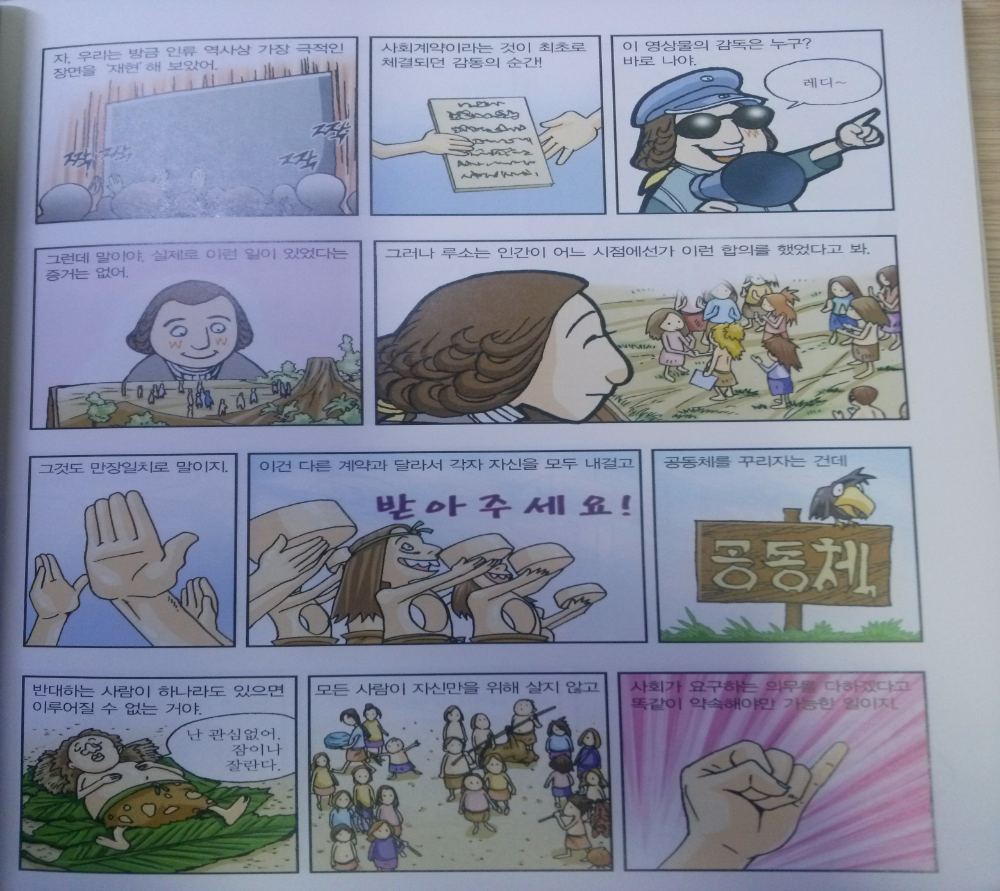 자, 우리는 방금 인류 역사상 가장 극적인
장면을 '재현'해 보았어.
짝짝
짝짝
짝짝
짝짝
사회계약이라는 것이 최초로
체결되던 감동의 순간!
이 영상물의 감독은 누구?
바로 나야.
레디~
그런데 말이야, 실제로 이런 일이 있었다는
증거는 없어.
그러나 루소는 인간이 어느 시점에선가 이런 합의를 했었다고 봐.
그것도 만장일치로 말이지.
이건 다른 계약과 달라서 각자 자신을 모두 내걸고
받아주세요!
공동체를 꾸리자는 건데
공동체
반대하는 사람이 하나라도 있으면
이루어질 수 없는 거야.
난 관심없어.
잠이나
잘란다.
모든 사람이 자신만을 위해 살지 않고
사회가 요구하는 의무를 다하겠다고
똑같이 약속해야만 가능한 일이지.